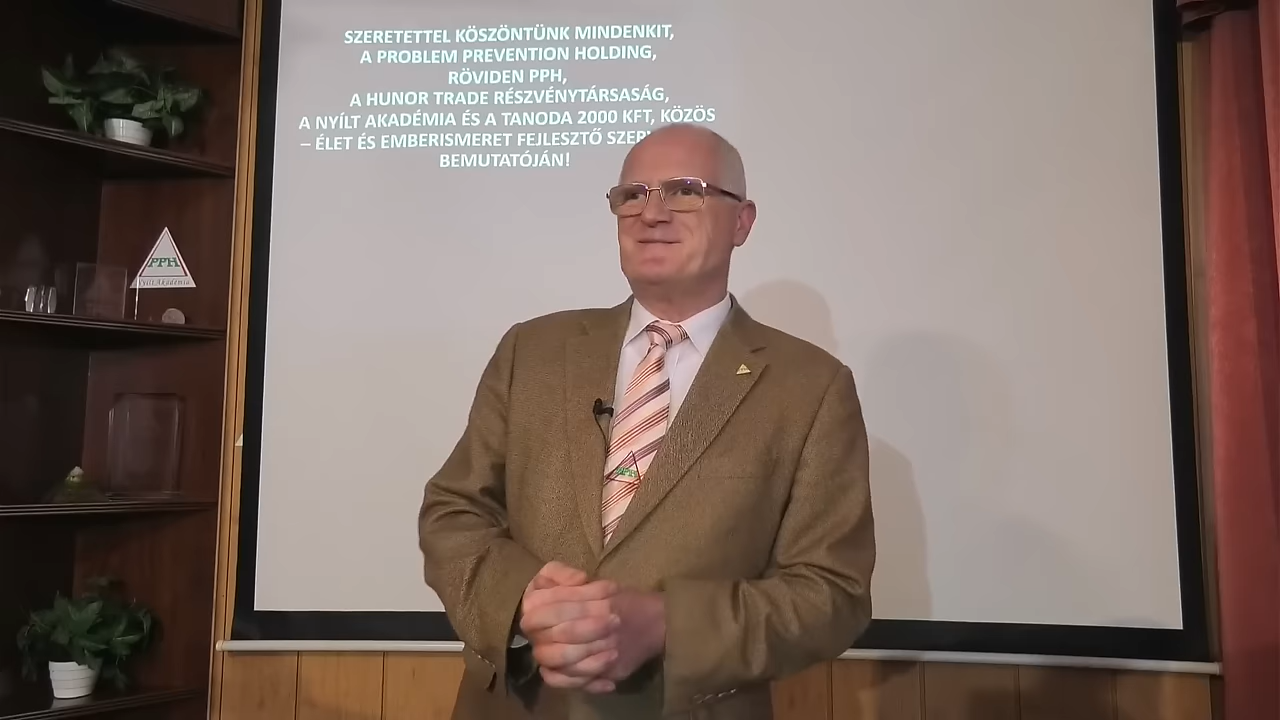 SZERETETTEL KÖSZÖNTÜNK MINDENKIT,
A PROBLEM PREVENTION HOLDING,
RÖVIDEN PPH,
A HUNOR TRADE RÉSZVÉNYTÁRSASÁG,
A NYÍLT AKADÉMIA ÉS A TANODA 2000 KFT, KÖZÖS
– ÉLET ÉS EMBERISMERET FEJLESZTŐ
BEMUTATÓJÁN!
PPH
Nyílt Akadémia
PPH